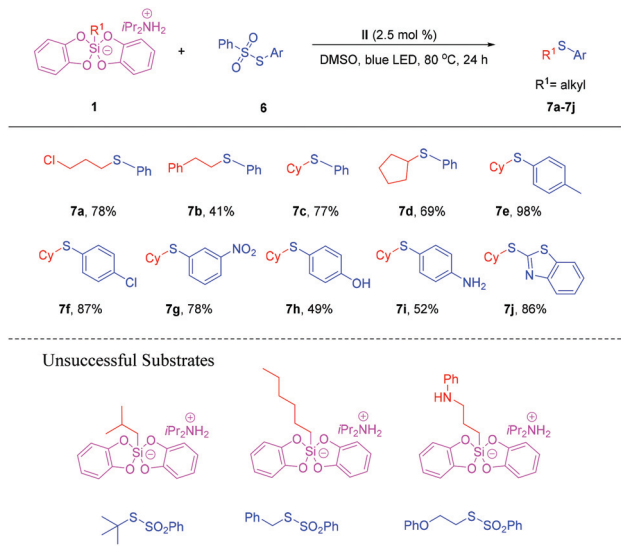 R¹ iPr₂NH₂ ⊕
O Si O ⊖
O O
+
Ph S O O S Ar
II (2.5 mol %)
DMSO, blue LED, 80 °C, 24 h
R¹ S Ar
R¹= alkyl
1 6 7a-7j
Cl S Ph
Ph S Ph
Cy S Ph
S Ph
Cy S
7a, 78% 7b, 41% 7c, 77% 7d, 69% 7e, 98%
Cy S Cl
Cy S NO₂
Cy S OH
Cy S NH₂
Cy S S N
7f, 87% 7g, 78% 7h, 49% 7i, 52% 7j, 86%
Unsuccessful Substrates
O Si O O O ⊖ iPr₂NH₂ ⊕
O Si O O O ⊖ iPr₂NH₂ ⊕
Ph HN O Si O O O ⊖ iPr₂NH₂ ⊕
S SO₂Ph
Ph S SO₂Ph
PhO S SO₂Ph